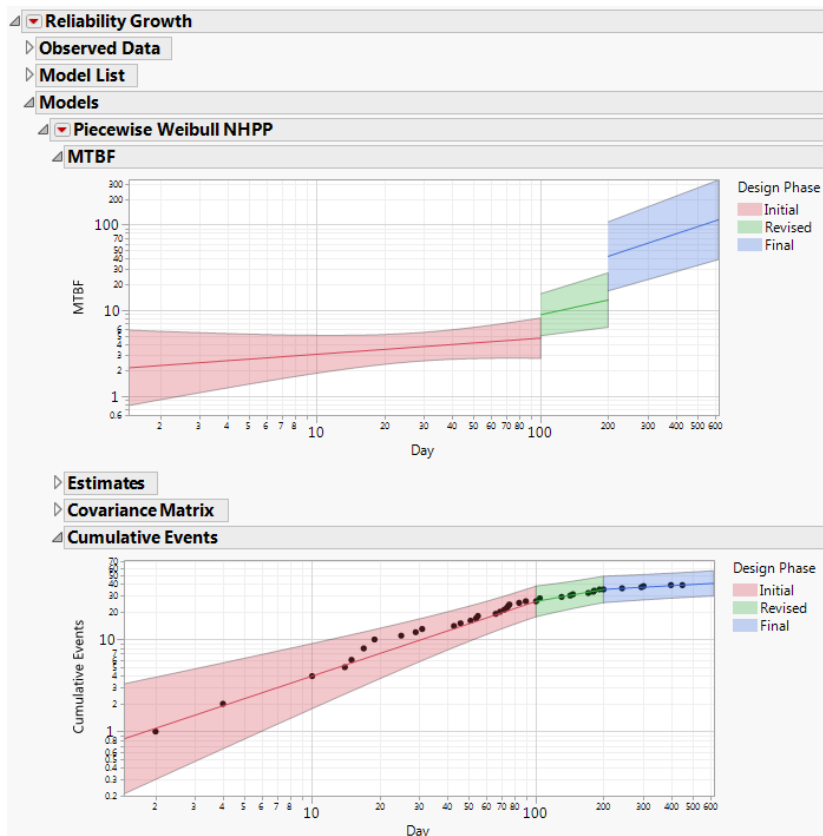 Reliability Growth
Observed Data
Model List
Models
Piecewise Weibull NHPP
MTBF
300
200
100
70
50
40
30
20
10
6
5
4
3
2
1
0.6
MTBF
2 3 4 5 6 7 8 10 20 30 40 50 60 70 80 100 200 300 400 500 600
Day
Design Phase
Initial
Revised
Final
Estimates
Covariance Matrix
Cumulative Events
70
50
40
30
20
10
7
5
4
3
2
1
0.8
0.6
0.5
0.4
0.3
0.2
Cumulative Events
2 3 4 5 6 7 8 10 20 30 40 50 60 70 80 100 200 300 400 500 600
Day
Design Phase
Initial
Revised
Final